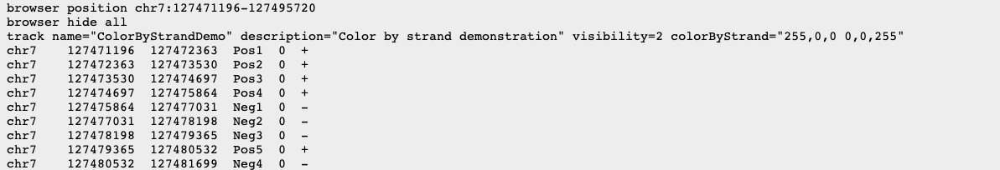 browser position chr7:127471196-127495720
browser hide all
track name="ColorByStrandDemo" description="Color by strand demonstration" visibility=2 colorByStrand="255,0,0 0,0,255"
chr7    127471196  127472363  Pos1  0  +
chr7    127472363  127473530  Pos2  0  +
chr7    127473530  127474697  Pos3  0  +
chr7    127474697  127475864  Pos4  0  +
chr7    127475864  127477031  Neg1  0  -
chr7    127477031  127478198  Neg2  0  -
chr7    127478198  127479365  Neg3  0  -
chr7    127479365  127480532  Pos5  0  +
chr7    127480532  127481699  Neg4  0  -